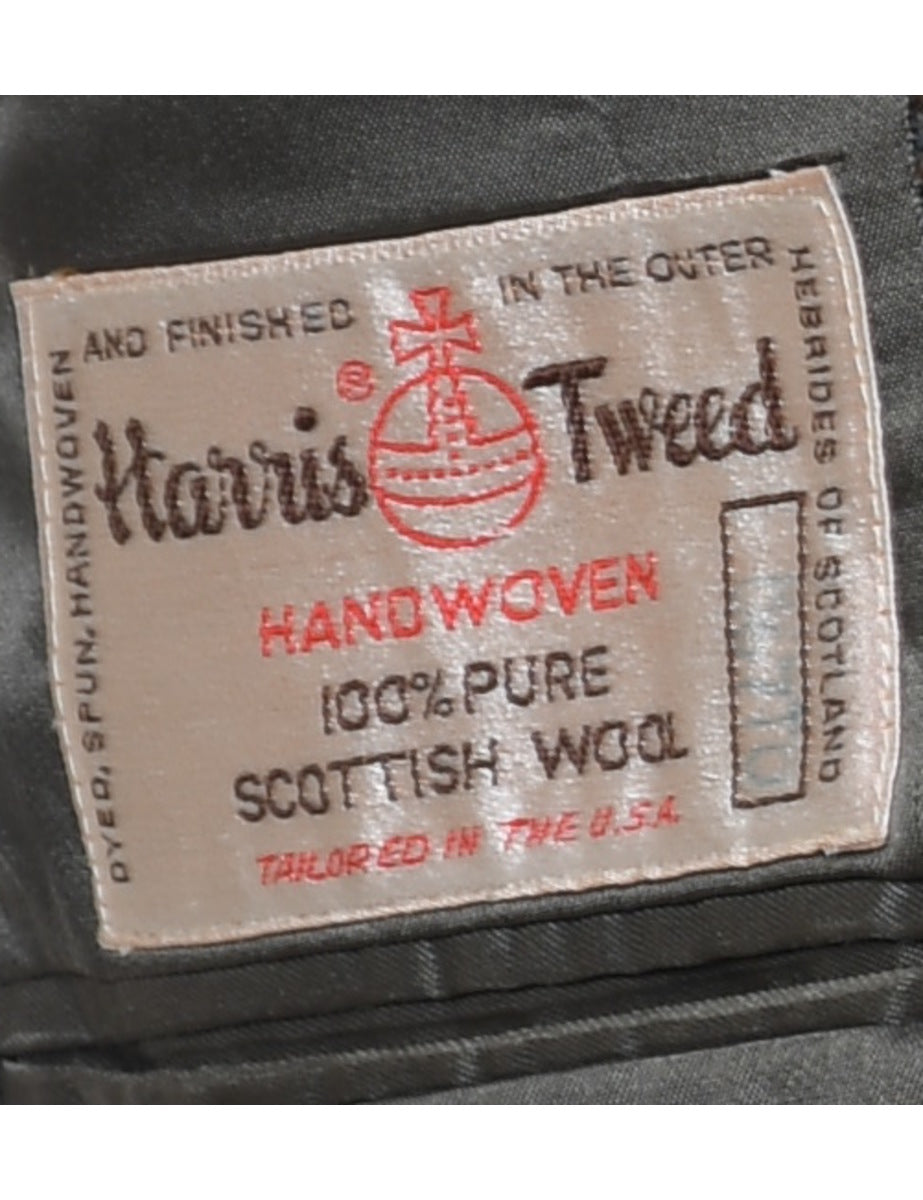 DYED, SPUN, HANDWOVEN
AND FINISHED IN THE OUTER
HEBRIDES OF SCOTLAND
Harris ® Tweed
HANDWOVEN
100% PURE
SCOTTISH WOOL
TAILORED IN THE U.S.A.